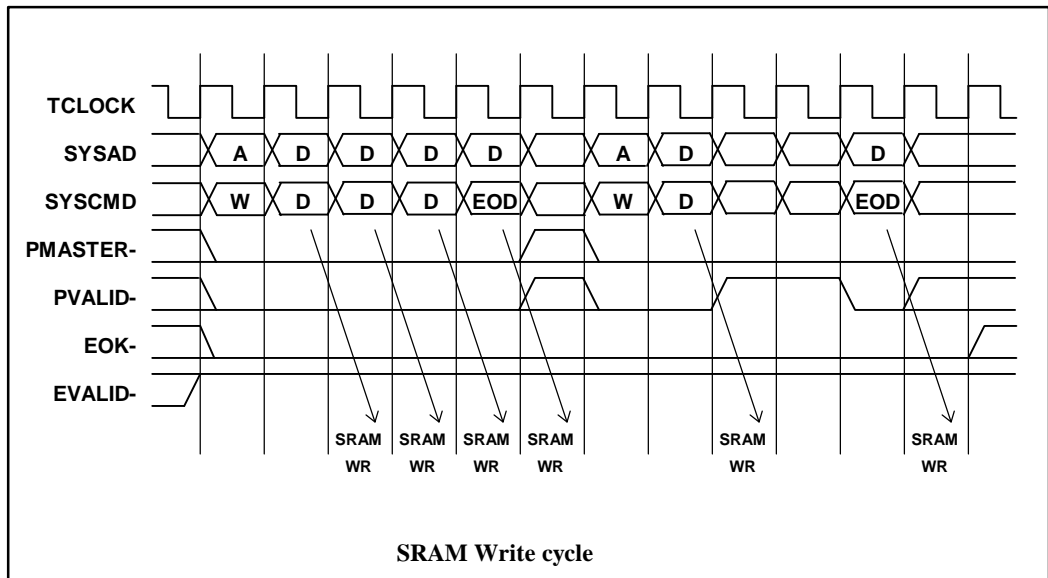 TCLOCK
SYSAD A D D D D A D D
SYSCMD W D D D EOD W D EOD
PMASTER-
PVALID-
EOK-
EVALID-
SRAM SRAM SRAM SRAM SRAM SRAM
WR WR WR WR WR WR
SRAM Write cycle